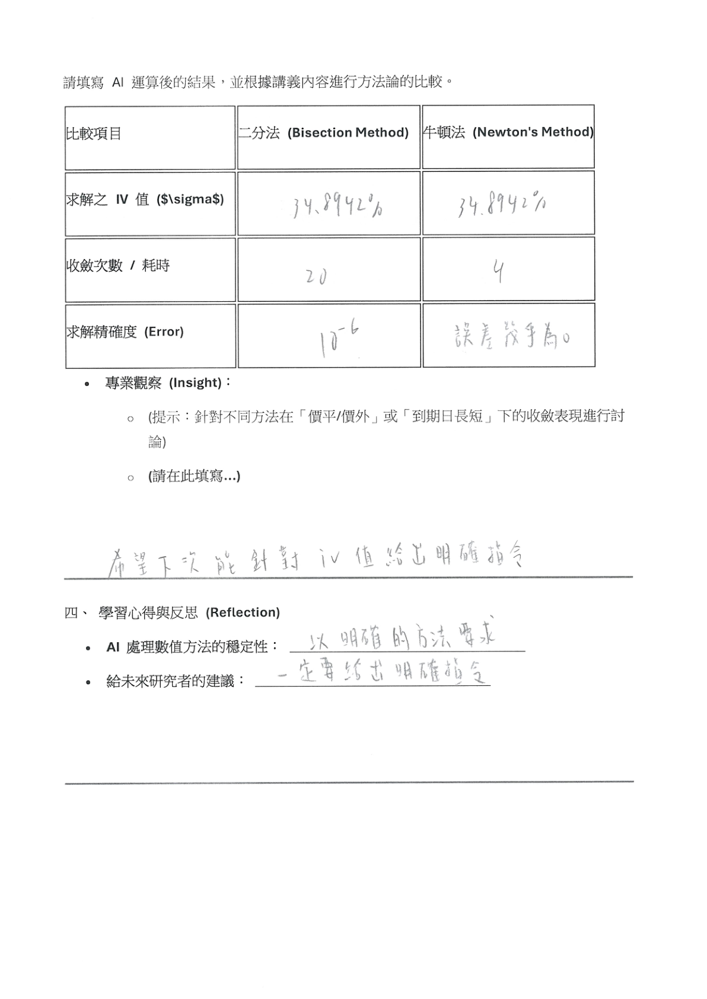 請填寫 AI 運算後的結果，並根據講義內容進行方法論的比較。
比較項目 二分法 (Bisection Method) 牛頓法 (Newton's Method)
求解之 IV 值 ($\sigma$) 34.8942% 34.8942%
收斂次數 / 耗時 20 4
求解精確度 (Error) 10⁻⁶ 誤差幾乎為0
• 專業觀察 (Insight)：
○ (提示：針對不同方法在「價平/價外」或「到期日長短」下的收斂表現進行討
論)
○ (請在此填寫...)
希望下次能針對iv值給出明確指令
四、 學習心得與反思 (Reflection)
• AI 處理數值方法的穩定性： 以明確的方法要求
• 給未來研究者的建議： 一定要給出明確指令